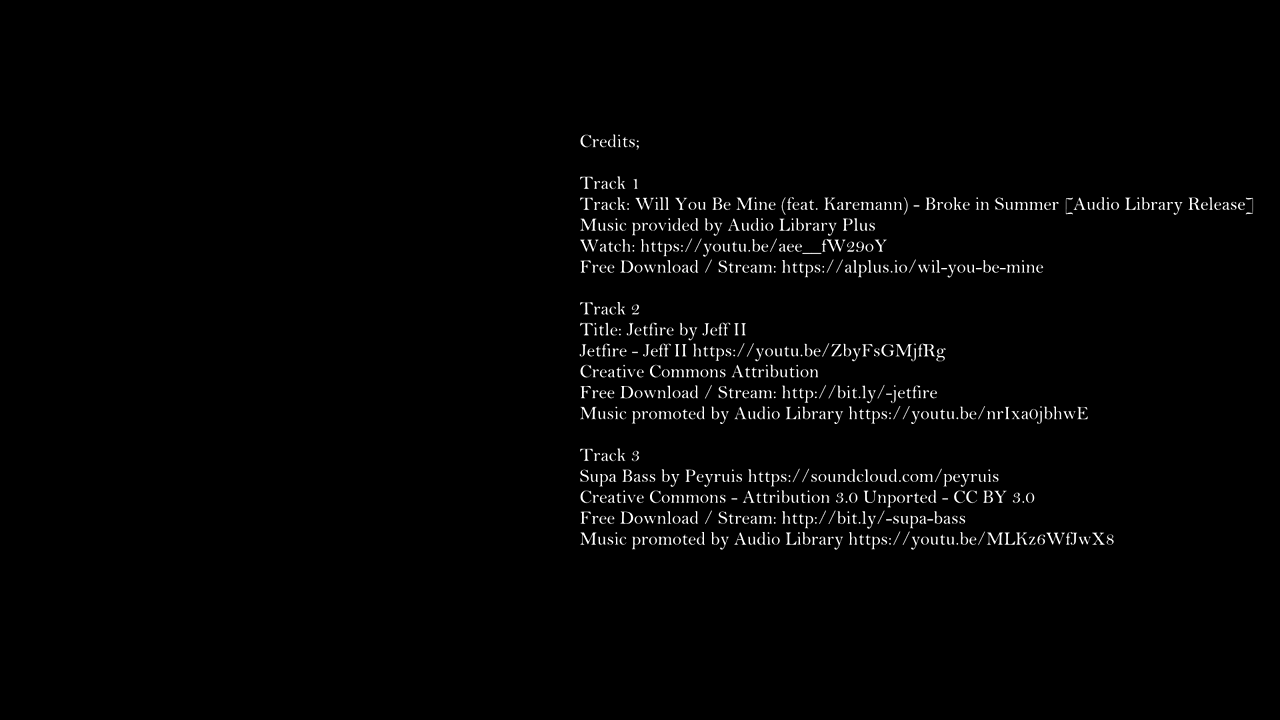 Credits;
Track 1
Track: Will You Be Mine (feat. Karemann) - Broke in Summer [Audio Library Release]
Music provided by Audio Library Plus
Watch: https://youtu.be/aee__fW29oY
Free Download / Stream: https://alplus.io/wil-you-be-mine
Track 2
Title: Jetfire by Jeff II
Jetfire - Jeff II https://youtu.be/ZbyFsGMjfRg
Creative Commons Attribution
Free Download / Stream: http://bit.ly/-jetfire
Music promoted by Audio Library https://youtu.be/nrIxa0jbhwE
Track 3
Supa Bass by Peyruis https://soundcloud.com/peyruis
Creative Commons - Attribution 3.0 Unported - CC BY 3.0
Free Download / Stream: http://bit.ly/-supa-bass
Music promoted by Audio Library https://youtu.be/MLKz6WfJwX8